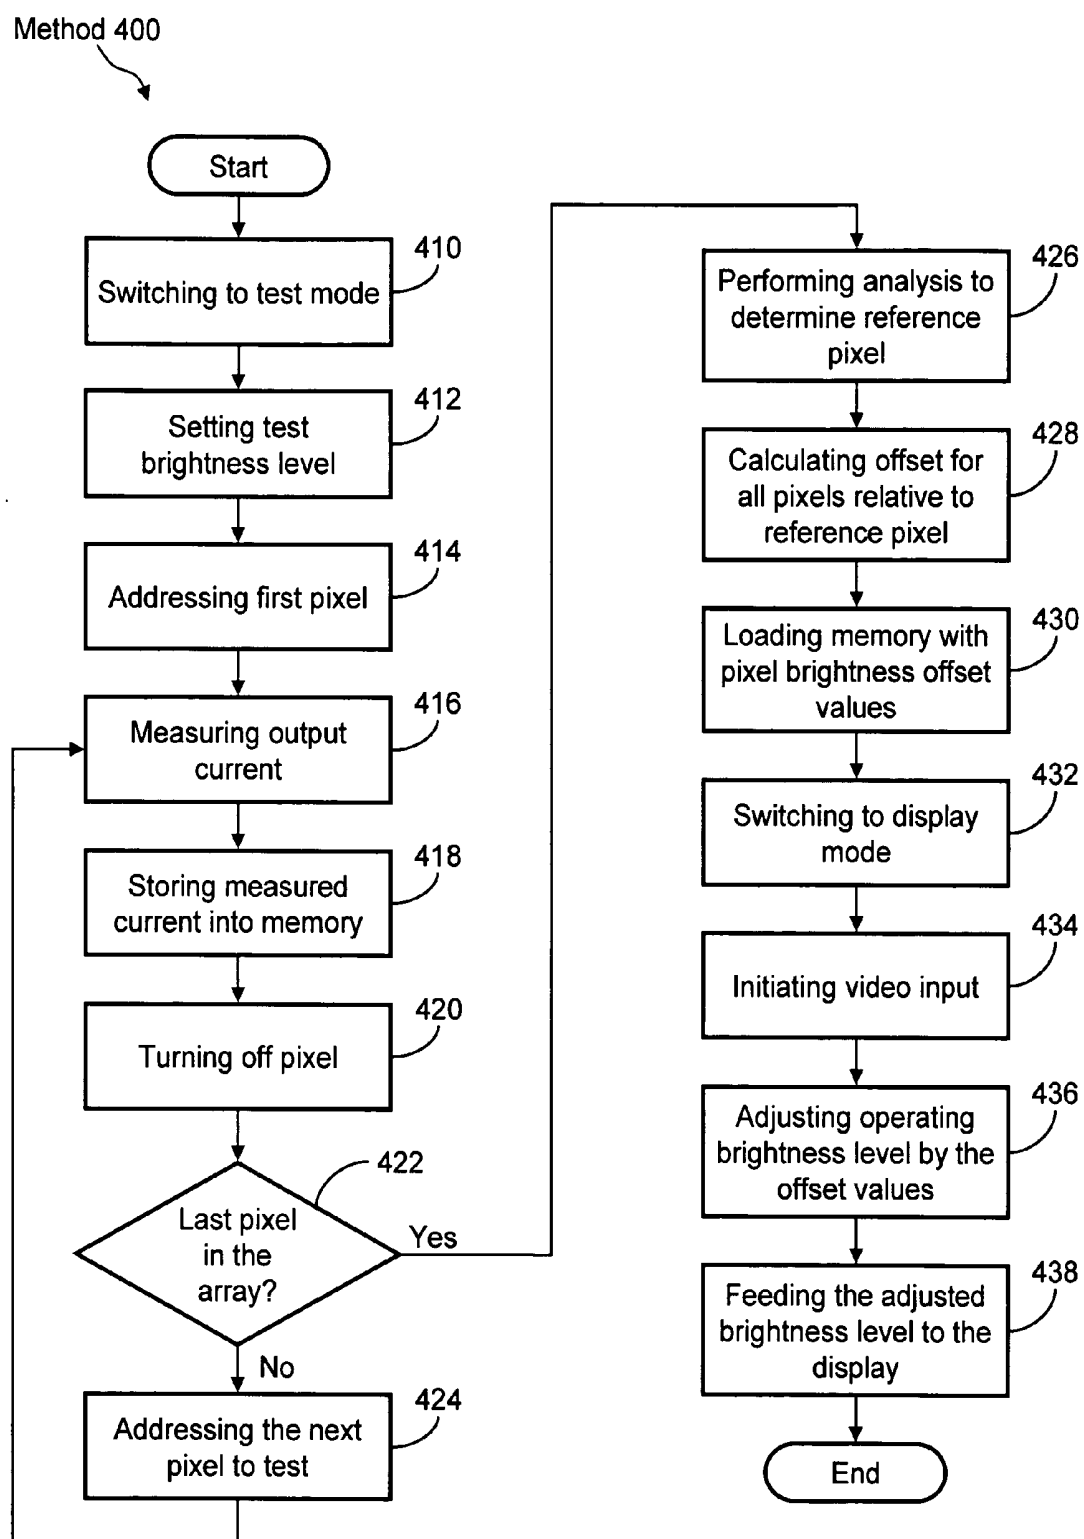 Method 400
Start
410
Switching to test mode
412
Setting test
brightness level
414
Addressing first pixel
416
Measuring output
current
418
Storing measured
current into memory
420
Turning off pixel
422
Last pixel
in the
array?
Yes
No
424
Addressing the next
pixel to test
426
Performing analysis to
determine reference
pixel
428
Calculating offset for
all pixels relative to
reference pixel
430
Loading memory with
pixel brightness offset
values
432
Switching to display
mode
434
Initiating video input
436
Adjusting operating
brightness level by the
offset values
438
Feeding the adjusted
brightness level to the
display
End